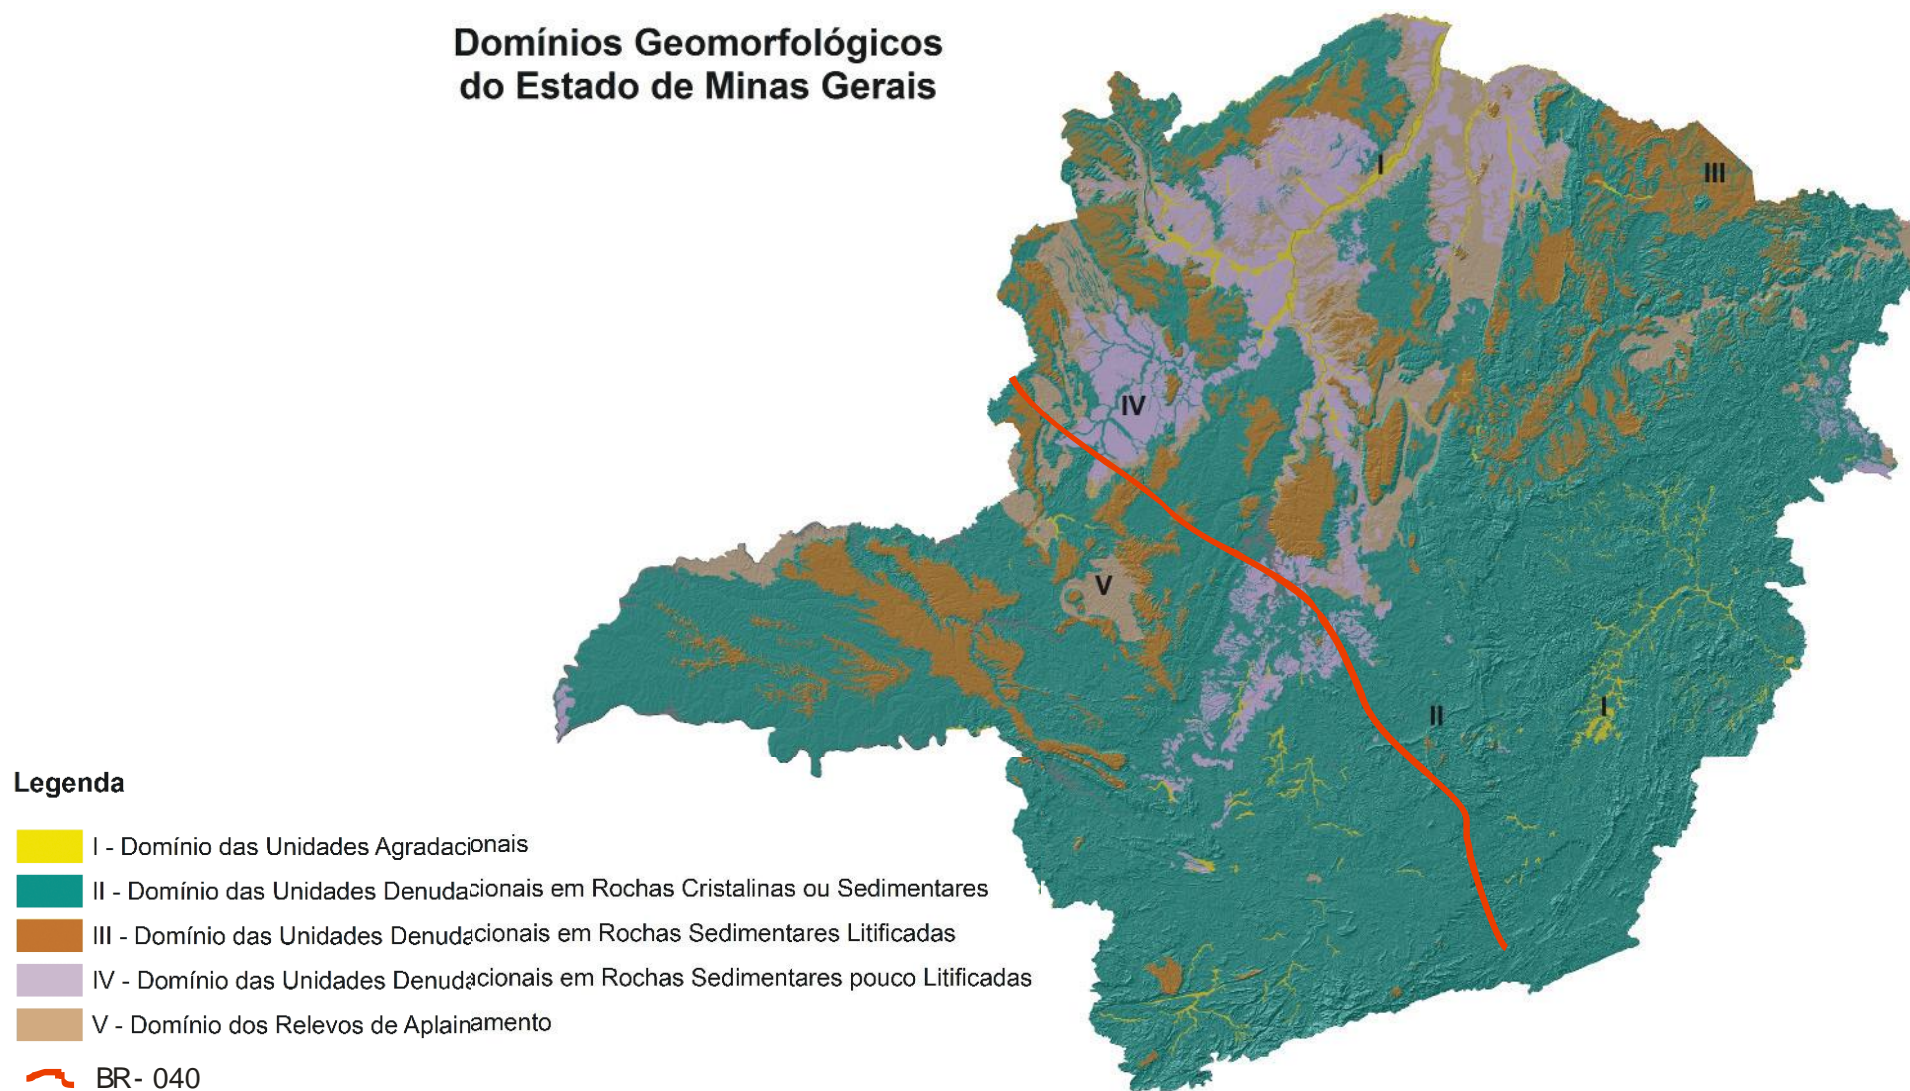 Domínios Geomorfológicos
do Estado de Minas Gerais
I
III
IV
V
II
I
Legenda
I - Domínio das Unidades Agradacionais
II - Domínio das Unidades Denudacionais em Rochas Cristalinas ou Sedimentares
III - Domínio das Unidades Denudacionais em Rochas Sedimentares Litificadas
IV - Domínio das Unidades Denudacionais em Rochas Sedimentares pouco Litificadas
V - Domínio dos Relevos de Aplainamento
BR- 040